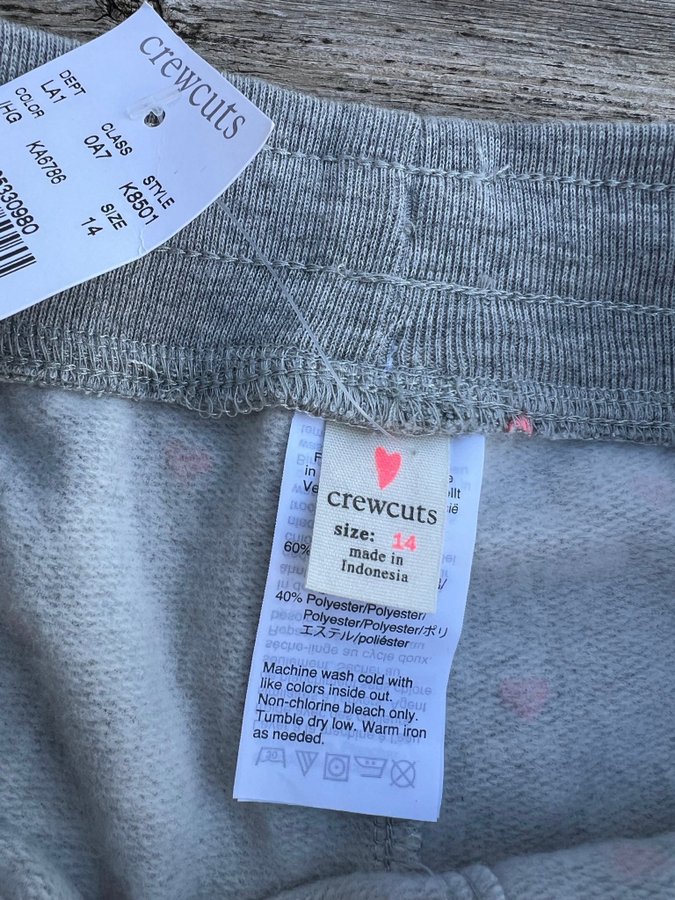 crewcuts
DEPT
LA1
CLASS
0A7
STYLE
K8501
COLOR
/HG
KA6786
SIZE
14
5330980
crewcuts
size: 14
made in
Indonesia
60%
40% Polyester/Polyester/
Polyester/Polyester/ポリ
エステル/poliéster
Machine wash cold with
like colors inside out.
Non-chlorine bleach only.
Tumble dry low. Warm iron
as needed.
30